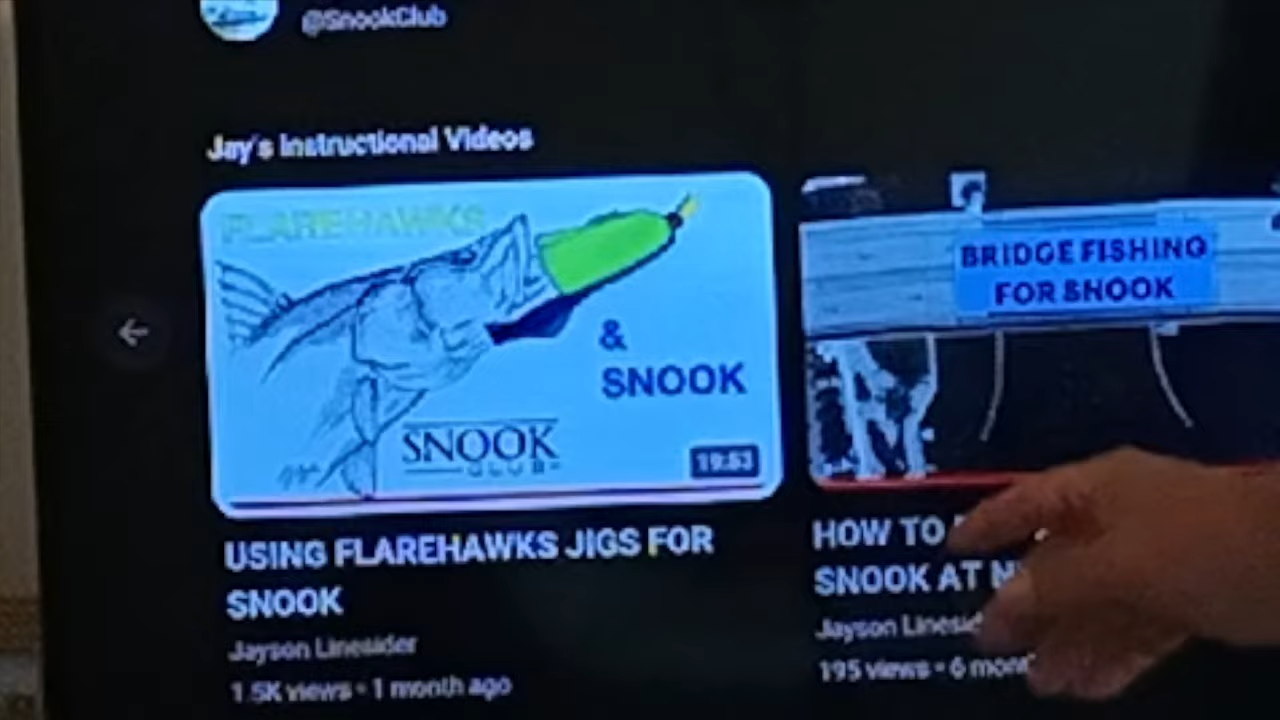 @SnookClub
Jay's Instructional Videos
FLAREHAWKS
&
SNOOK
SNOOK
CLUB
19:53
BRIDGE FISHING
FOR SNOOK
USING FLAREHAWKS JIGS FOR
SNOOK
Jayson Linesider
1.5K views • 1 month ago
HOW TO
SNOOK AT
Jayson
195 views • 6